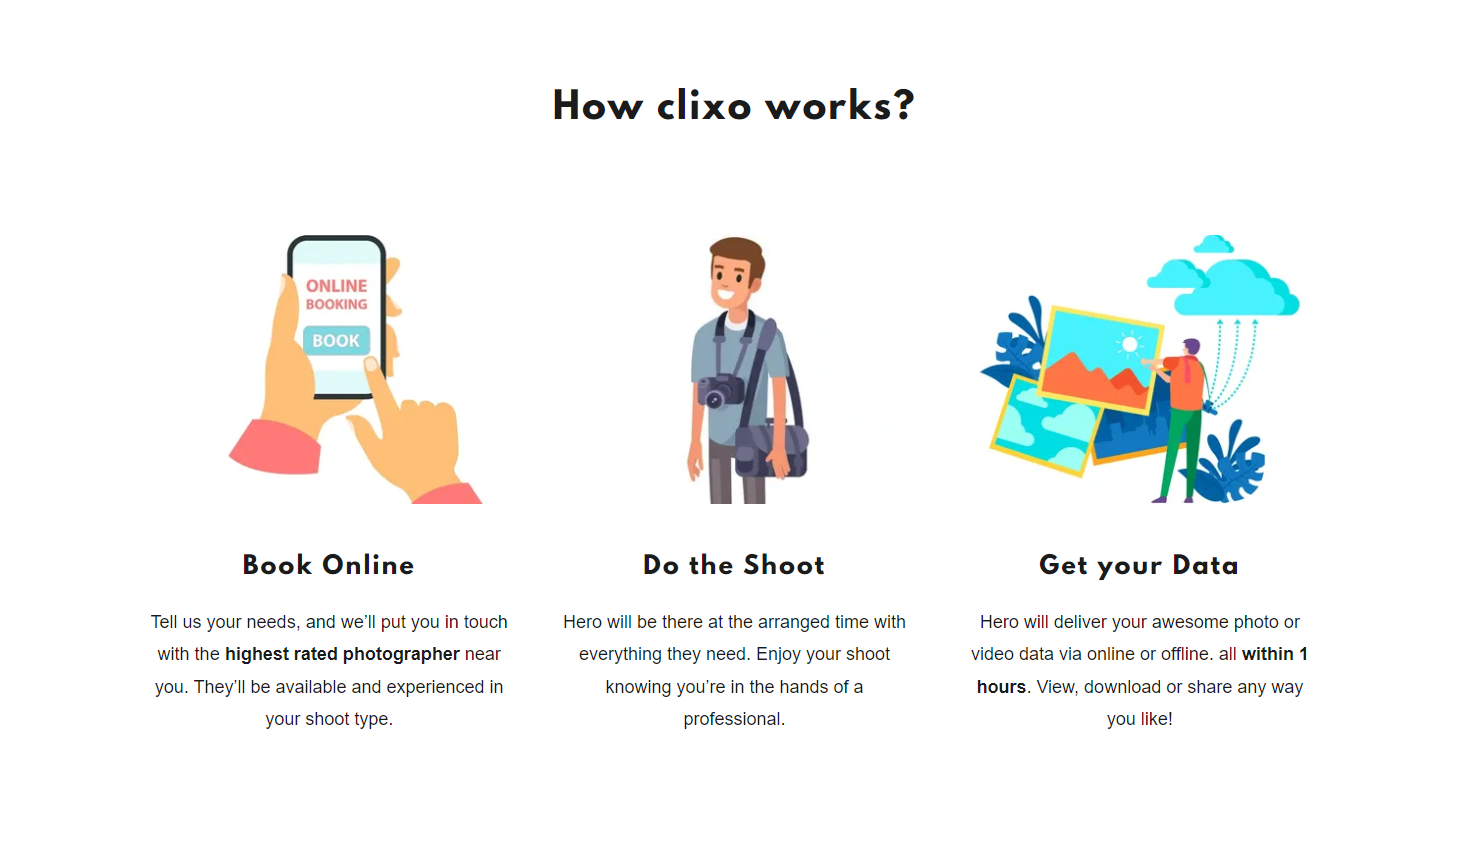 How clixo works?
ONLINE
BOOKING
BOOK
Book Online
Tell us your needs, and we’ll put you in touch
with the highest rated photographer near
you. They’ll be available and experienced in
your shoot type.
Do the Shoot
Hero will be there at the arranged time with
everything they need. Enjoy your shoot
knowing you’re in the hands of a
professional.
Get your Data
Hero will deliver your awesome photo or
video data via online or offline. all within 1
hours. View, download or share any way
you like!